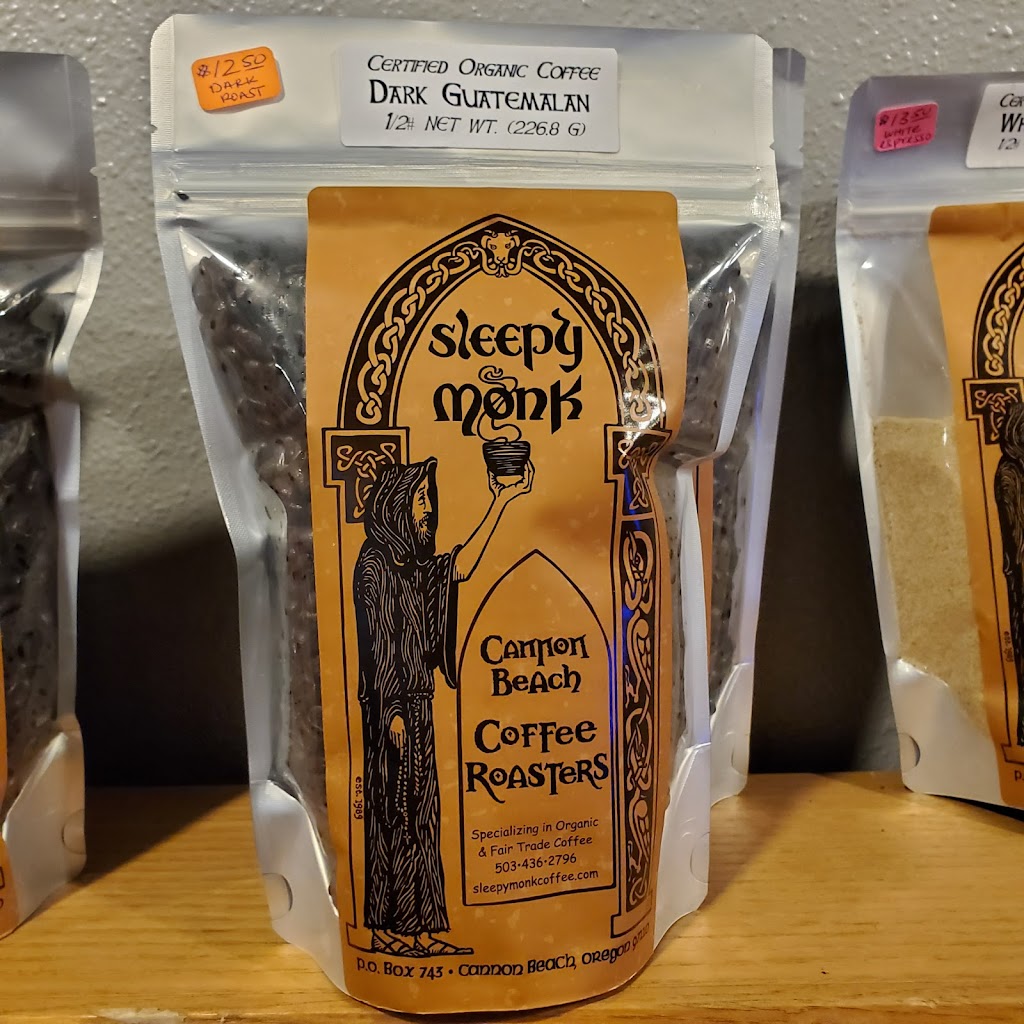 $12.50
DARK
ROAST
Certified Organic Coffee
Dark Guatemalan
1/2# NET WT. (226.8 G)
sleepy
monk
Cannon
Beach
Coffee
Roasters
Specializing in Organic
& Fair Trade Coffee
503•436•2796
sleepymonkcoffee.com
est. 1989
P.O. Box 743 • Cannon Beach, Oregon
$13.50
WHITE
ESPRESSO